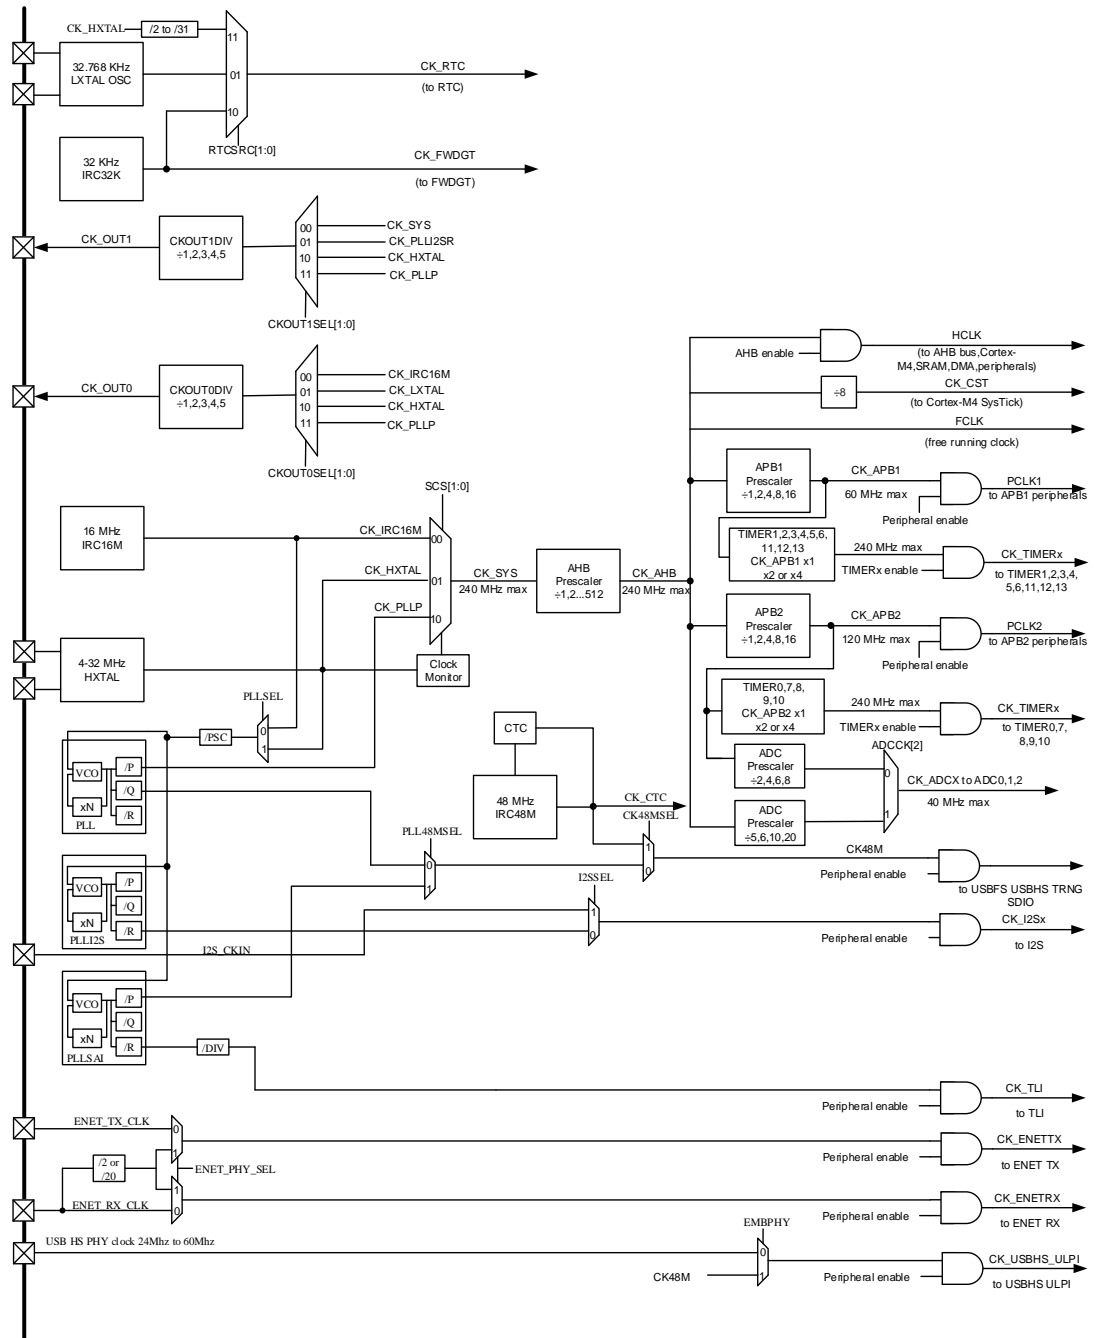 CK_HXTAL
/2 to /31
11
32.768 KHz
LXTAL OSC
01
CK_RTC
(to RTC)
10
RTCSRC[1:0]
32 KHz
IRC32K
CK_FWDGT
(to FWDGT)
CK_OUT1
CKOUT1DIV
÷1,2,3,4,5
00
01
10
11
CK_SYS
CK_PLLI2SR
CK_HXTAL
CK_PLLP
CKOUT1SEL[1:0]
CK_OUT0
CKOUT0DIV
÷1,2,3,4,5
00
01
10
11
CK_IRC16M
CK_LXTAL
CK_HXTAL
CK_PLLP
CKOUT0SEL[1:0]
AHB enable
HCLK
(to AHB bus,Cortex-
M4,SRAM,DMA,peripherals)
÷8
CK_CST
(to Cortex-M4 SysTick)
FCLK
(free running clock)
APB1
Prescaler
÷1,2,4,8,16
CK_APB1
60 MHz max
Peripheral enable
PCLK1
to APB1 peripherals
SCS[1:0]
16 MHz
IRC16M
CK_IRC16M
00
CK_HXTAL
01
CK_PLLP
10
CK_SYS
240 MHz max
AHB
Prescaler
÷1,2...512
CK_AHB
240 MHz max
TIMER1,2,3,4,5,6,
11,12,13
CK_APB1 x1
x2 or x4
240 MHz max
TIMERx enable
CK_TIMERx
to TIMER1,2,3,4,
5,6,11,12,13
APB2
Prescaler
÷1,2,4,8,16
CK_APB2
120 MHz max
Peripheral enable
PCLK2
to APB2 peripherals
4-32 MHz
HXTAL
Clock
Monitor
PLLSEL
0
1
/PSC
TIMER0,7,8,
9,10
CK_APB2 x1
x2 or x4
240 MHz max
TIMERx enable
CK_TIMERx
to TIMER0,7,
8,9,10
VCO
xN
/P
/Q
/R
PLL
CTC
48 MHz
IRC48M
CK_CTC
CK48MSEL
1
0
ADC
Prescaler
÷2,4,6,8
ADC
Prescaler
÷5,6,10,20
ADCCK[2]
0
1
CK_ADCX to ADC0,1,2
40 MHz max
PLL48MSEL
0
1
CK48M
Peripheral enable
to USBFS USBHS TRNG
SDIO
VCO
xN
/P
/Q
/R
PLLI2S
I2SSEL
1
0
I2S_CKIN
Peripheral enable
CK_I2Sx
to I2S
VCO
xN
/P
/Q
/R
PLLSAI
/DIV
Peripheral enable
CK_TLI
to TLI
ENET_TX_CLK
0
1
/2 or
/20
ENET_PHY_SEL
Peripheral enable
CK_ENETTX
to ENET TX
ENET_RX_CLK
1
0
Peripheral enable
CK_ENETRX
to ENET RX
USB HS PHY clock 24Mhz to 60Mhz
EMBPHY
0
1
CK48M
Peripheral enable
CK_USBHS_ULPI
to USBHS ULPI